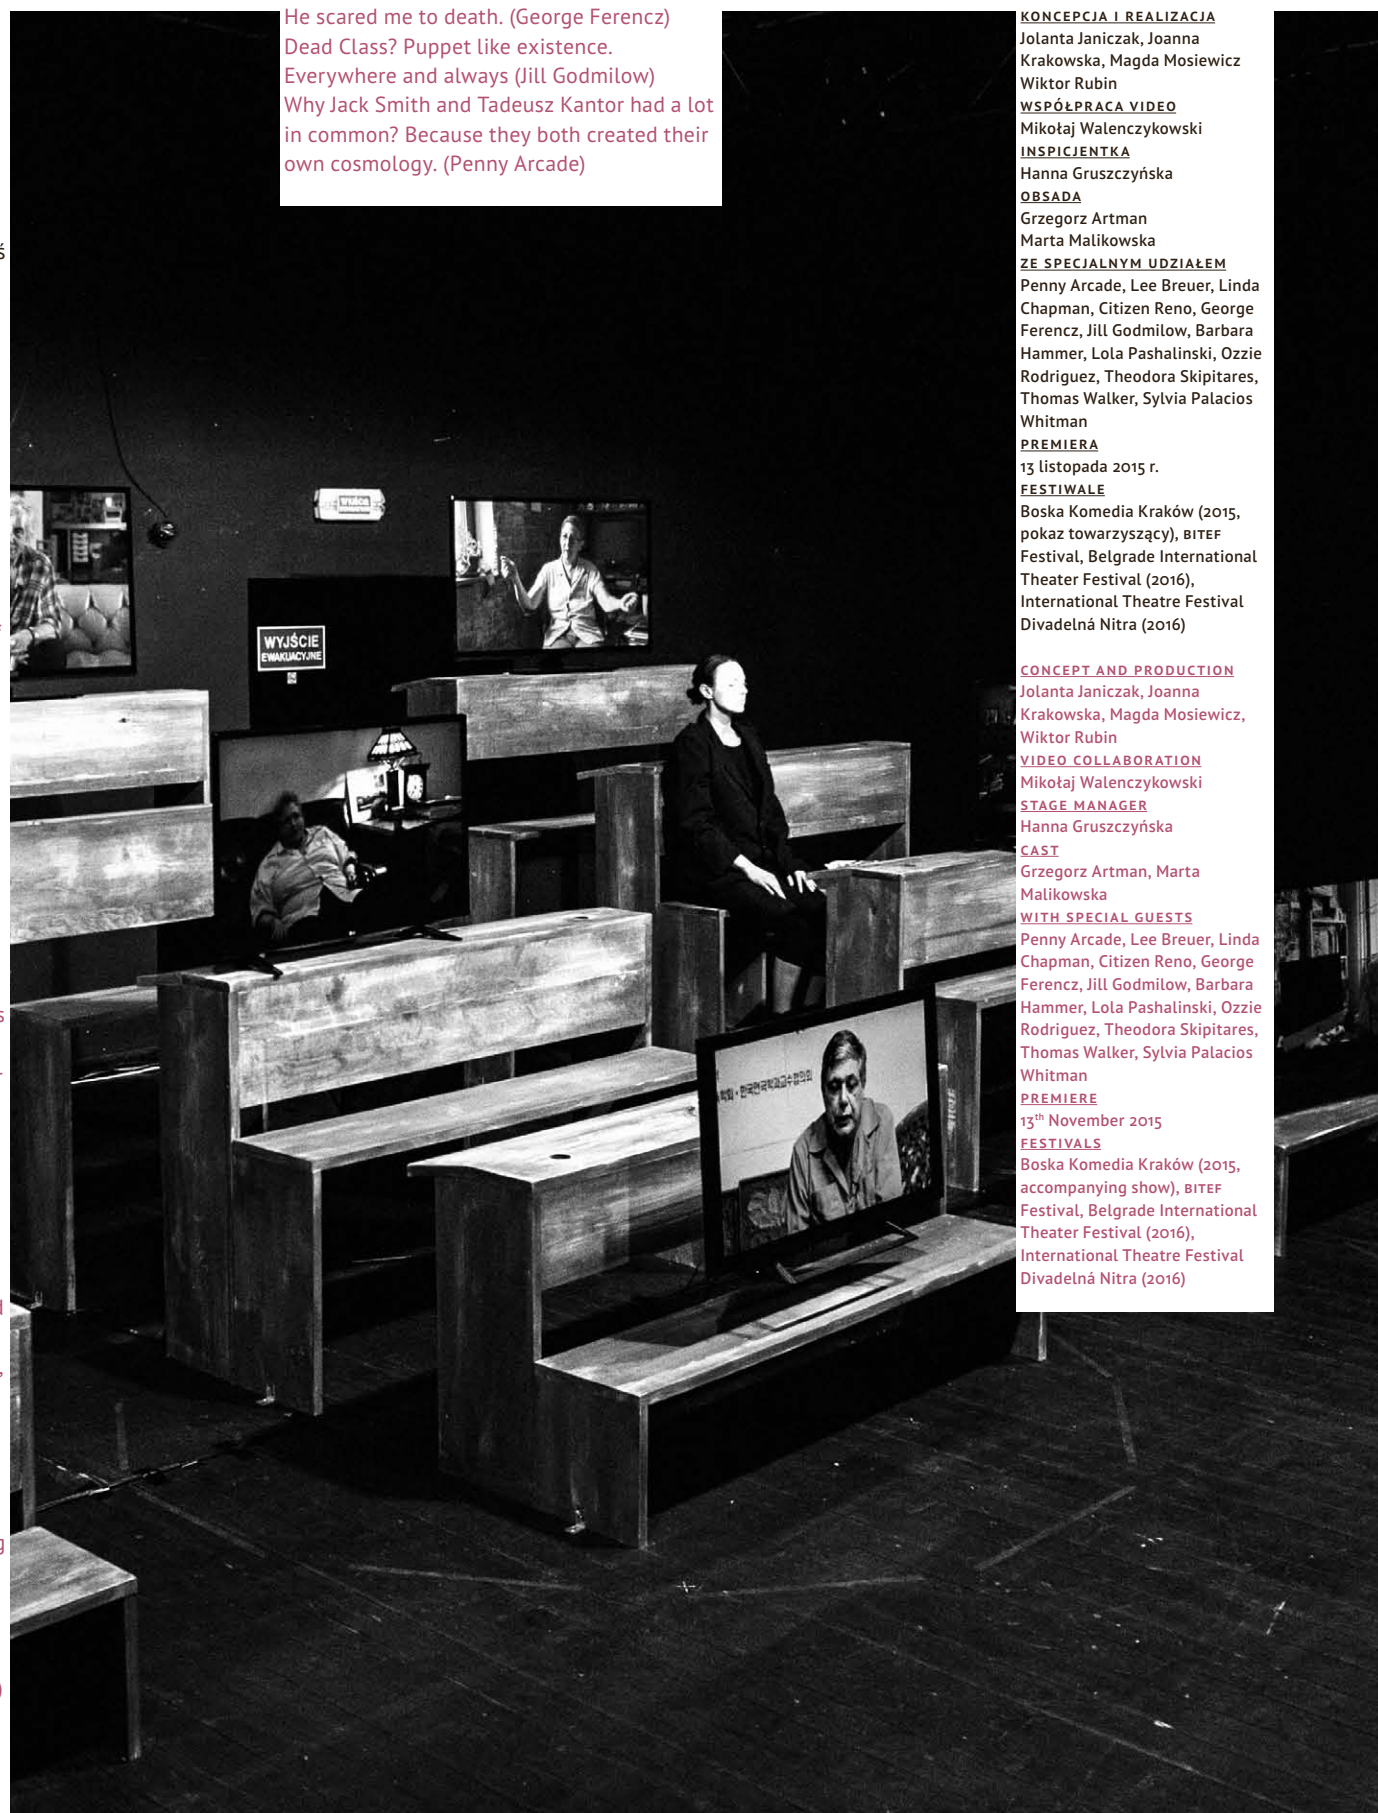 He scared me to death. (George Ferencz)
Dead Class? Puppet like existence.
Everywhere and always (Jill Godmilow)
Why Jack Smith and Tadeusz Kantor had a lot
in common? Because they both created their
own cosmology. (Penny Arcade)
WYJŚCIE
EWAKUACYJNE
KONCEPCJA I REALIZACJA
Jolanta Janiczak, Joanna
Krakowska, Magda Mosiewicz
Wiktor Rubin
WSPÓŁPRACA VIDEO
Mikołaj Walenczykowski
INSPICJENTKA
Hanna Gruszczyńska
OBSADA
Grzegorz Artman
Marta Malikowska
ZE SPECJALNYM UDZIAŁEM
Penny Arcade, Lee Breuer, Linda
Chapman, Citizen Reno, George
Ferencz, Jill Godmilow, Barbara
Hammer, Lola Pashalinski, Ozzie
Rodriguez, Theodora Skipitares,
Thomas Walker, Sylvia Palacios
Whitman
PREMIERA
13 listopada 2015 r.
FESTIWALE
Boska Komedia Kraków (2015,
pokaz towarzyszący), BITEF
Festival, Belgrade International
Theater Festival (2016),
International Theatre Festival
Divadelná Nitra (2016)
CONCEPT AND PRODUCTION
Jolanta Janiczak, Joanna
Krakowska, Magda Mosiewicz,
Wiktor Rubin
VIDEO COLLABORATION
Mikołaj Walenczykowski
STAGE MANAGER
Hanna Gruszczyńska
CAST
Grzegorz Artman, Marta
Malikowska
WITH SPECIAL GUESTS
Penny Arcade, Lee Breuer, Linda
Chapman, Citizen Reno, George
Ferencz, Jill Godmilow, Barbara
Hammer, Lola Pashalinski, Ozzie
Rodriguez, Theodora Skipitares,
Thomas Walker, Sylvia Palacios
Whitman
PREMIERE
13th November 2015
FESTIVALS
Boska Komedia Kraków (2015,
accompanying show), BITEF
Festival, Belgrade International
Theater Festival (2016),
International Theatre Festival
Divadelná Nitra (2016)